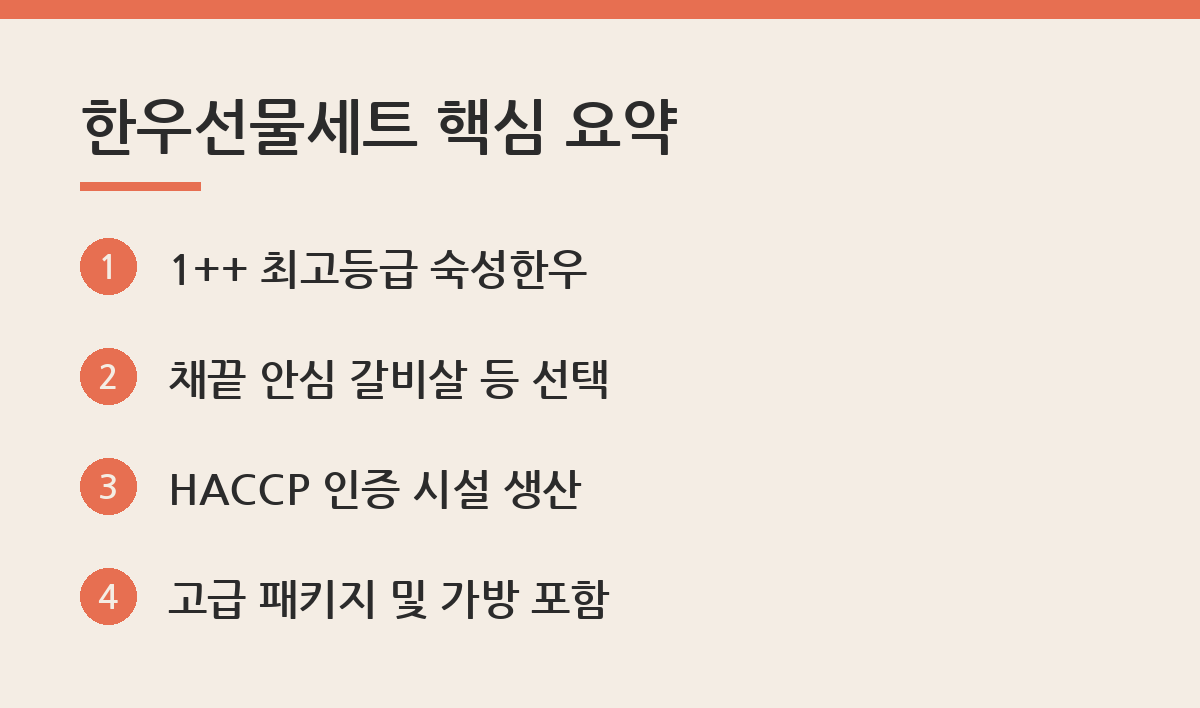 한우선물세트 핵심 요약
1 1++ 최고등급 숙성한우
2 채끝 안심 갈비살 등 선택
3 HACCP 인증 시설 생산
4 고급 패키지 및 가방 포함